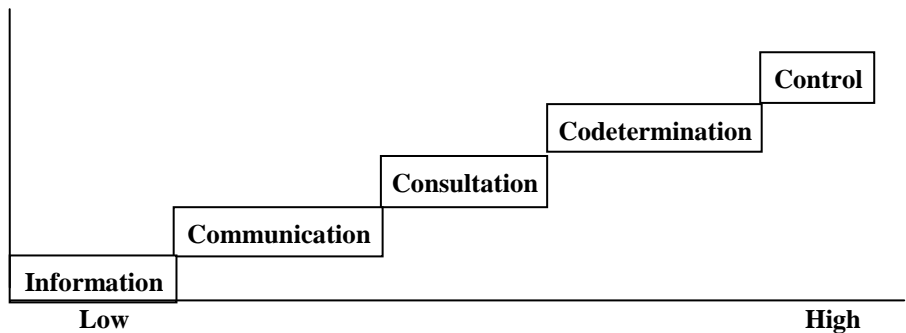 Control
Codetermination
Consultation
Communication
Information
Low High